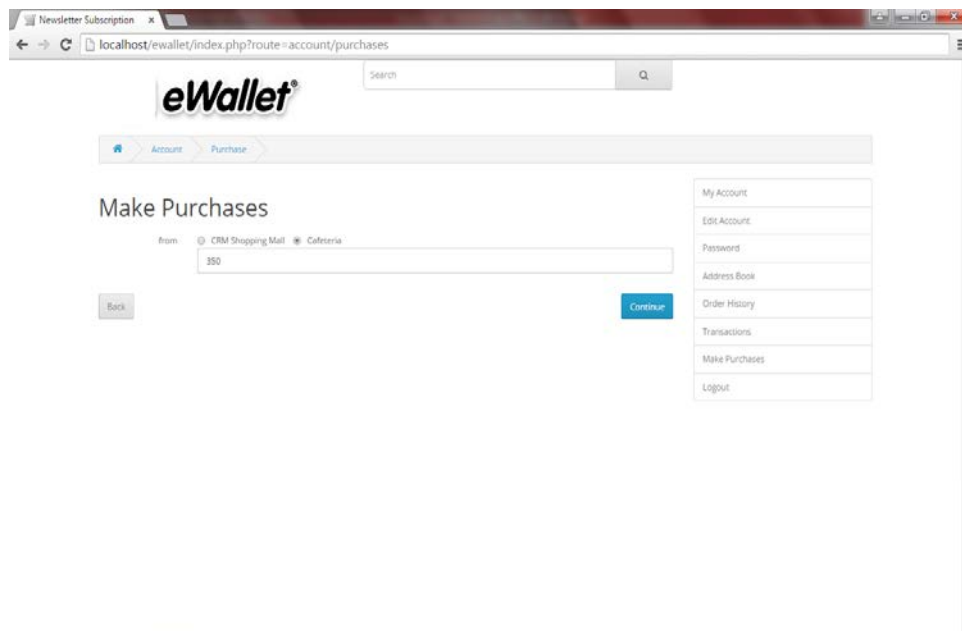 Newsletter Subscription
localhost/ewallet/index.php?route=account/purchases
eWallet®
Search
Account
Purchase
Make Purchases
from CRM Shopping Mall Cafeteria
350
Back
Continue
My Account
Edit Account
Password
Address Book
Order History
Transactions
Make Purchases
Logout